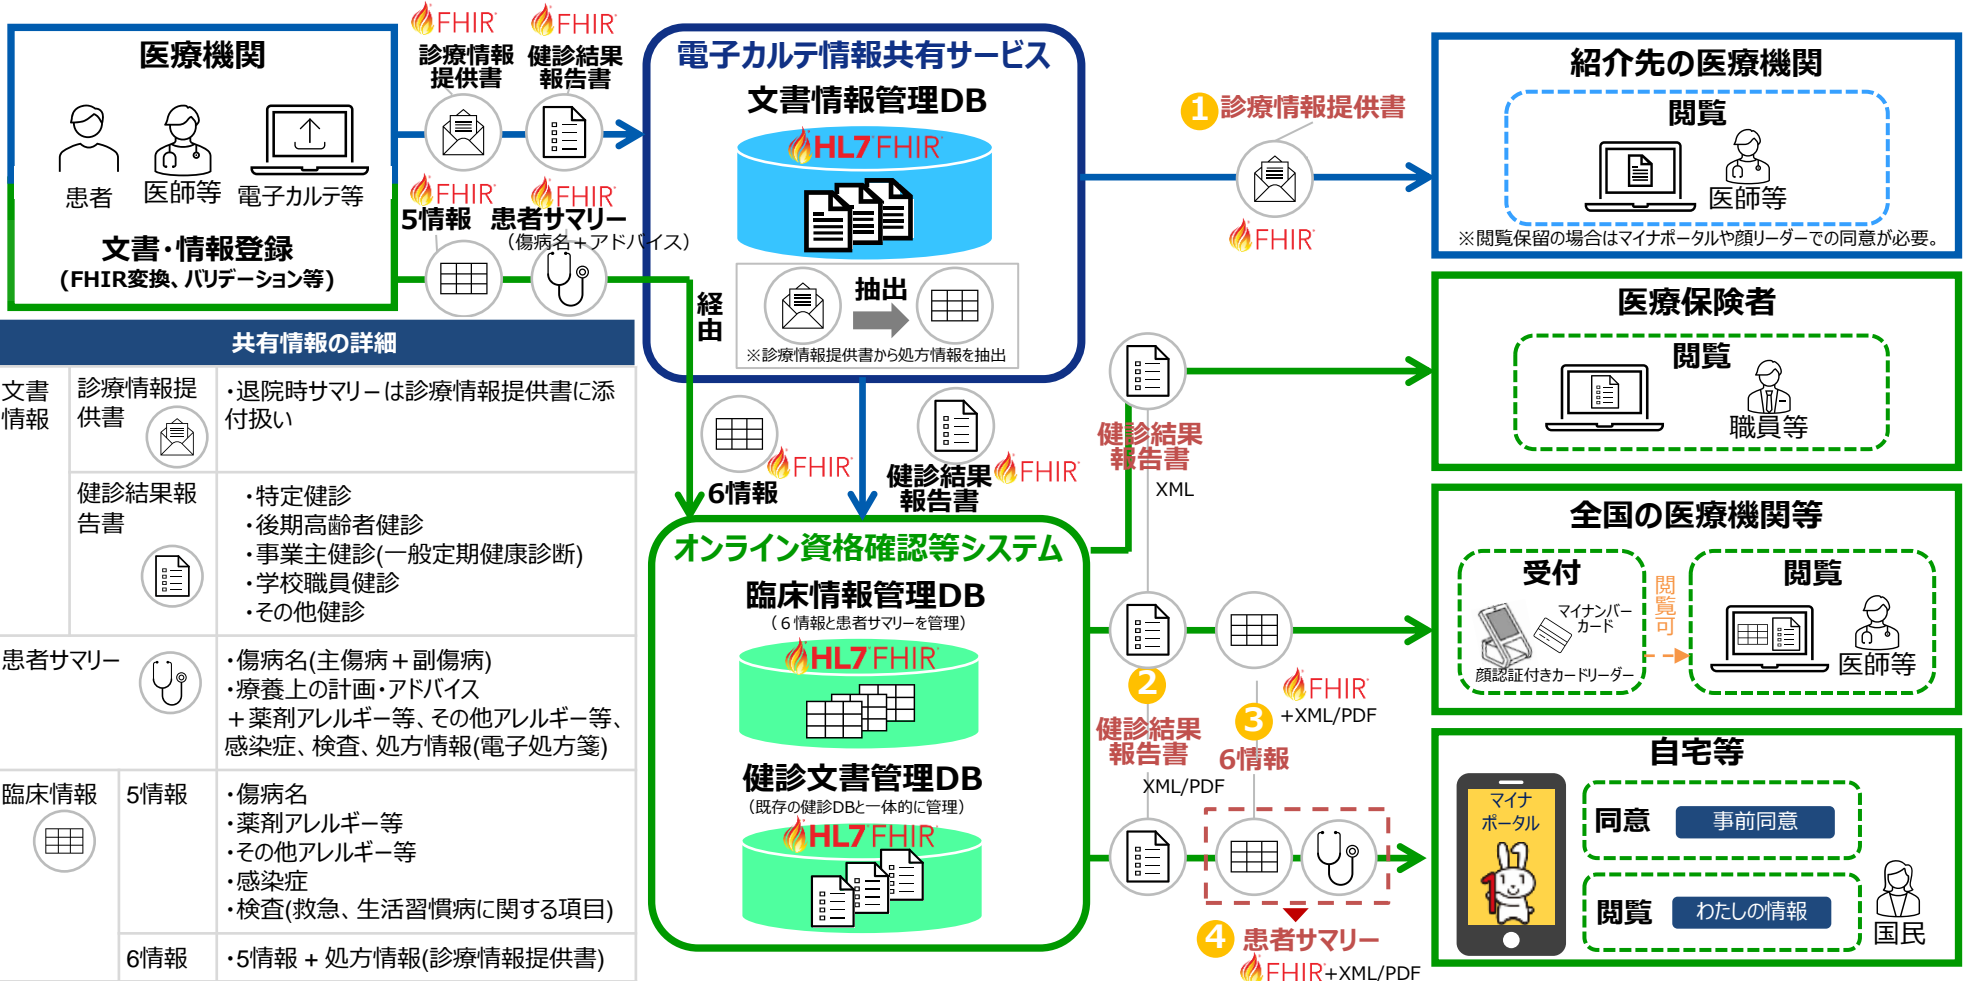 医療機関
患者
医師等
電子カルテ等
文書・情報登録
(FHIR変換、バリデーション等)
FHIR
診療情報
提供書
FHIR
健診結果
報告書
FHIR
5情報
FHIR
患者サマリー
(傷病名+アドバイス)
電子カルテ情報共有サービス
文書情報管理DB
HL7 FHIR
抽出
※診療情報提供書から処方情報を抽出
経由
6情報
FHIR
健診結果
報告書
FHIR
オンライン資格確認等システム
臨床情報管理DB
(6情報と患者サマリーを管理)
HL7 FHIR
健診文書管理DB
(既存の健診DBと一体的に管理)
HL7 FHIR
1 診療情報提供書
FHIR
健診結果
報告書
XML
2
健診結果
報告書
XML/PDF
FHIR
+XML/PDF
3
6情報
4 患者サマリー
FHIR+XML/PDF
紹介先の医療機関
閲覧
医師等
※閲覧保留の場合はマイナポータルや顔リーダーでの同意が必要。
医療保険者
閲覧
職員等
全国の医療機関等
受付
マイナンバー
カード
顔認証付きカードリーダー
閲覧可
閲覧
医師等
自宅等
マイナ
ポータル
1
同意
事前同意
閲覧
わたしの情報
国民
共有情報の詳細
文書
情報
診療情報提
供書
・退院時サマリーは診療情報提供書に添
付扱い
健診結果報
告書
・特定健診
・後期高齢者健診
・事業主健診(一般定期健康診断)
・学校職員健診
・その他健診
患者サマリー
・傷病名(主傷病+副傷病)
・療養上の計画・アドバイス
+薬剤アレルギー等、その他アレルギー等、
感染症、検査、処方情報(電子処方箋)
臨床情報
5情報
・傷病名
・薬剤アレルギー等
・その他アレルギー等
・感染症
・検査(救急、生活習慣病に関する項目)
6情報
・5情報 + 処方情報(診療情報提供書)